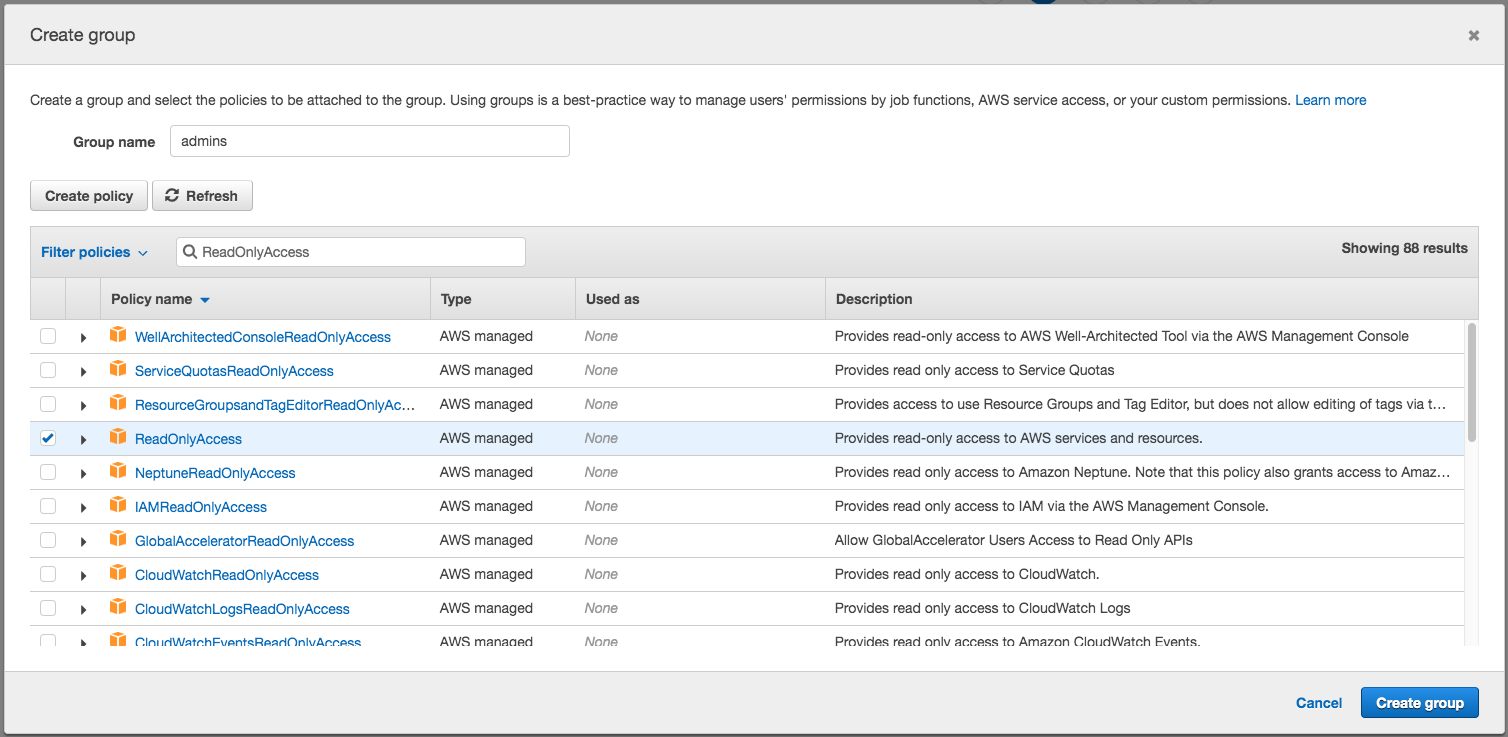 Create group
Create a group and select the policies to be attached to the group. Using groups is a best-practice way to manage users' permissions by job functions, AWS service access, or your custom permissions. Learn more
Group name admins
Create policy Refresh
Filter policies ReadOnlyAccess Showing 88 results
Policy name Type Used as Description
WellArchitectedConsoleReadOnlyAccess AWS managed None Provides read-only access to AWS Well-Architected Tool via the AWS Management Console
ServiceQuotasReadOnlyAccess AWS managed None Provides read only access to Service Quotas
ResourceGroupsandTagEditorReadOnlyAc... AWS managed None Provides access to use Resource Groups and Tag Editor, but does not allow editing of tags via t...
ReadOnlyAccess AWS managed None Provides read-only access to AWS services and resources.
NeptuneReadOnlyAccess AWS managed None Provides read only access to Amazon Neptune. Note that this policy also grants access to Amaz...
IAMReadOnlyAccess AWS managed None Provides read only access to IAM via the AWS Management Console.
GlobalAcceleratorReadOnlyAccess AWS managed None Allow GlobalAccelerator Users Access to Read Only APIs
CloudWatchReadOnlyAccess AWS managed None Provides read only access to CloudWatch.
CloudWatchLogsReadOnlyAccess AWS managed None Provides read only access to CloudWatch Logs
CloudWatchEventsReadOnlyAccess AWS managed None Provides read only access to Amazon CloudWatch Events.
Cancel Create group